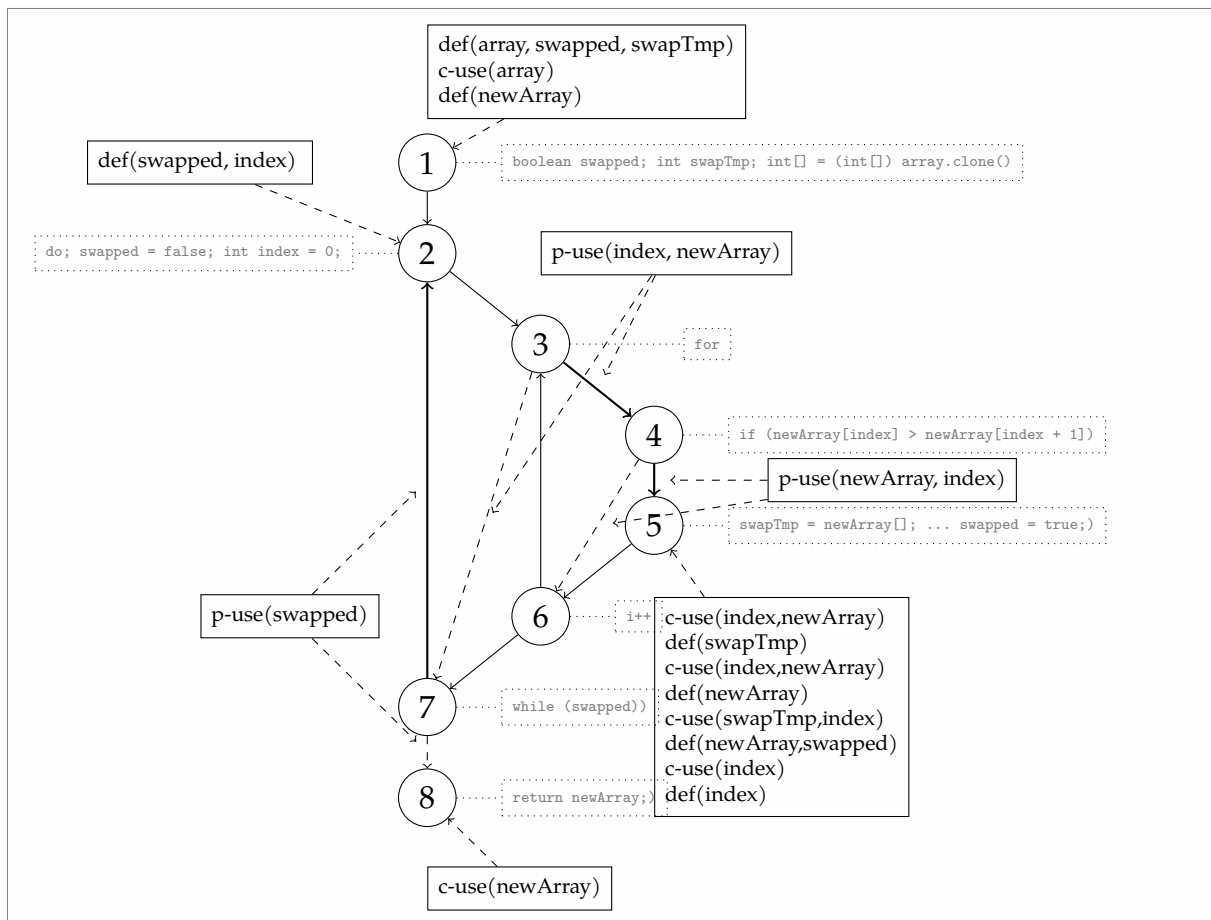 def(array, swapped, swapTmp)
c-use(array)
def(newArray)
def(swapped, index)
1
boolean swapped; int swapTmp; int[] = (int[]) array.clone()
do; swapped = false; int index = 0;
2
p-use(index, newArray)
3
for
4
if (newArray[index] > newArray[index + 1])
p-use(newArray, index)
5
swapTmp = newArray[]; ... swapped = true;)
p-use(swapped)
6
i++
c-use(index,newArray)
def(swapTmp)
c-use(index,newArray)
def(newArray)
c-use(swapTmp,index)
def(newArray,swapped)
c-use(index)
def(index)
7
while (swapped))
8
return newArray;)
c-use(newArray)